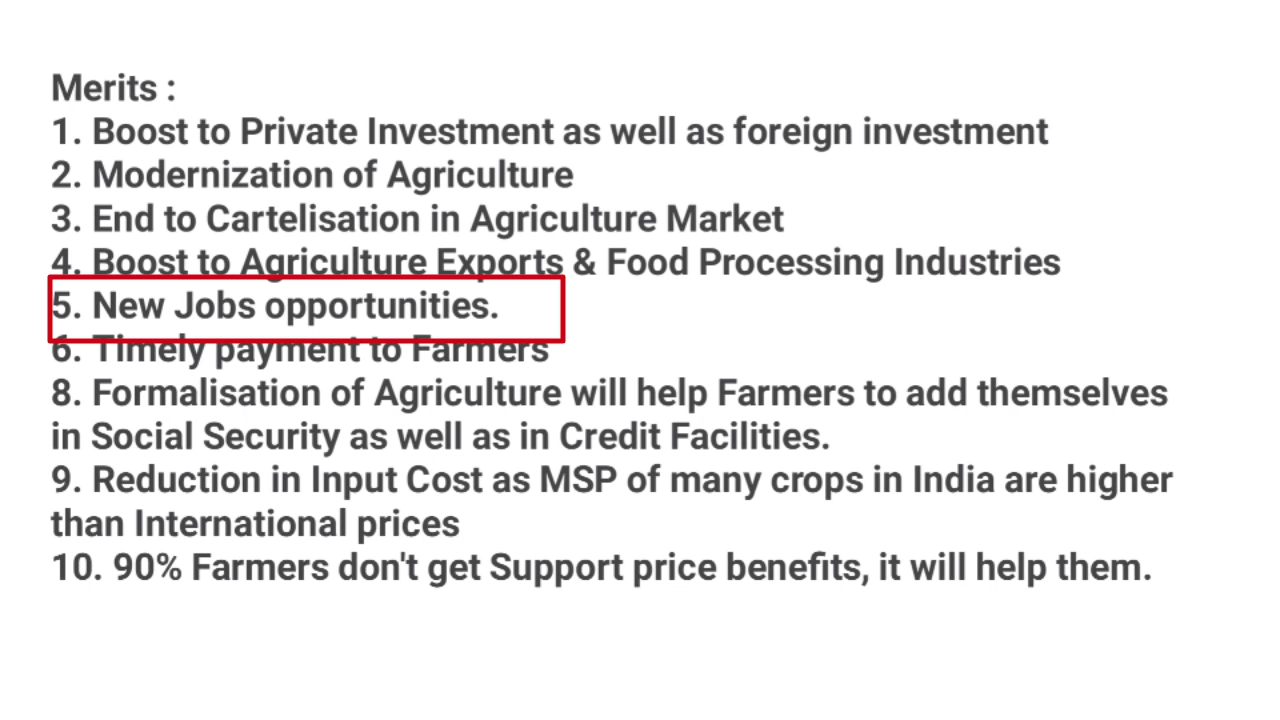 Merits :
1. Boost to Private Investment as well as foreign investment
2. Modernization of Agriculture
3. End to Cartelisation in Agriculture Market
4. Boost to Agriculture Exports & Food Processing Industries
5. New Jobs opportunities.
6. Timely payment to Farmers
8. Formalisation of Agriculture will help Farmers to add themselves
in Social Security as well as in Credit Facilities.
9. Reduction in Input Cost as MSP of many crops in India are higher
than International prices
10. 90% Farmers don't get Support price benefits, it will help them.